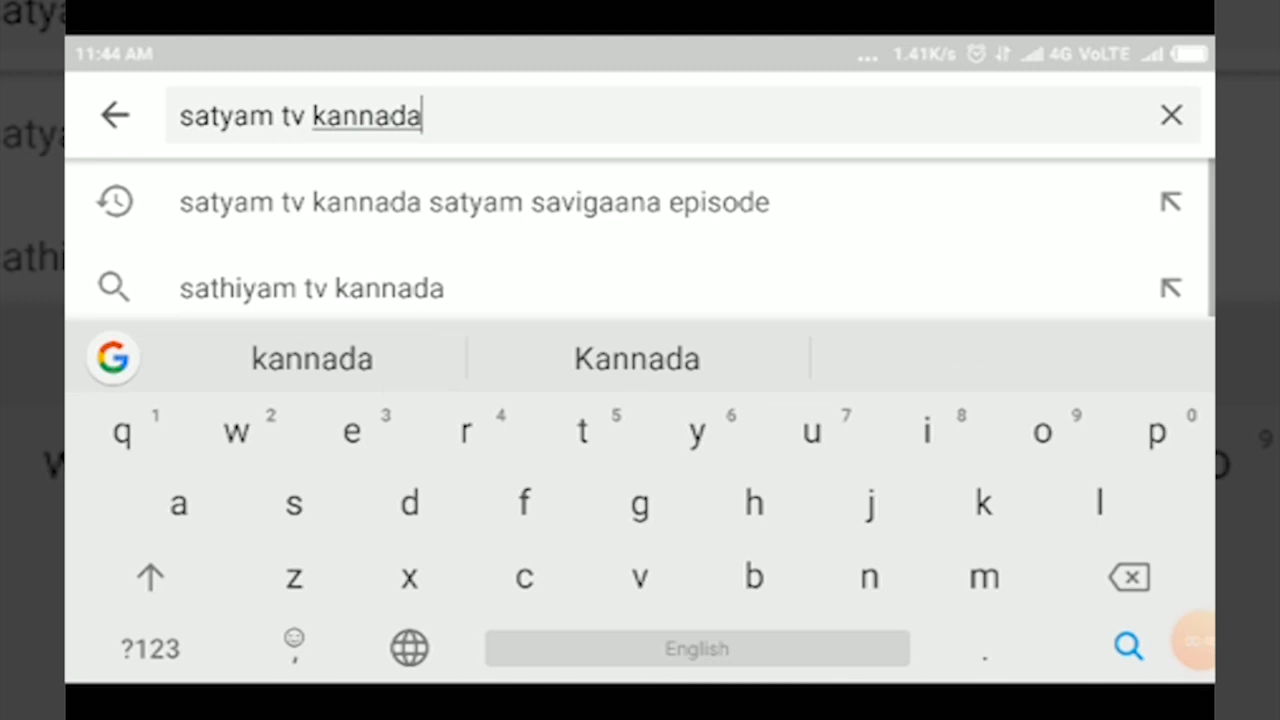 11:44 AM ... 1.41K/s 4G VoLTE
satyam tv kannada
satyam tv kannada satyam savigaana episode
sathiyam tv kannada
G kannada Kannada
q 1 w 2 e 3 r 4 t 5 y 6 u 7 i 8 o 9 p 0
a s d f g h j k l
z x c v b n m
?123 , English .